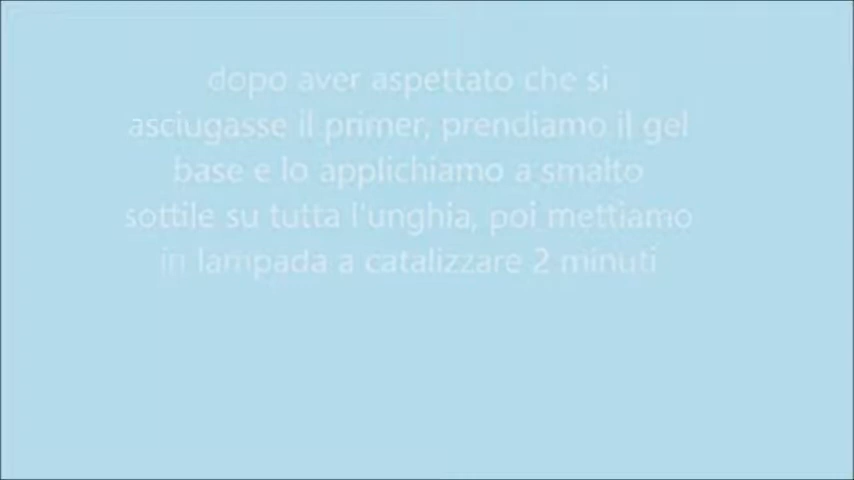 dopo aver aspettato che si
asciugasse il primer, prendiamo il gel
base e lo applichiamo a smalto
sottile su tutta l'unghia, poi mettiamo
in lampada a catalizzare 2 minuti